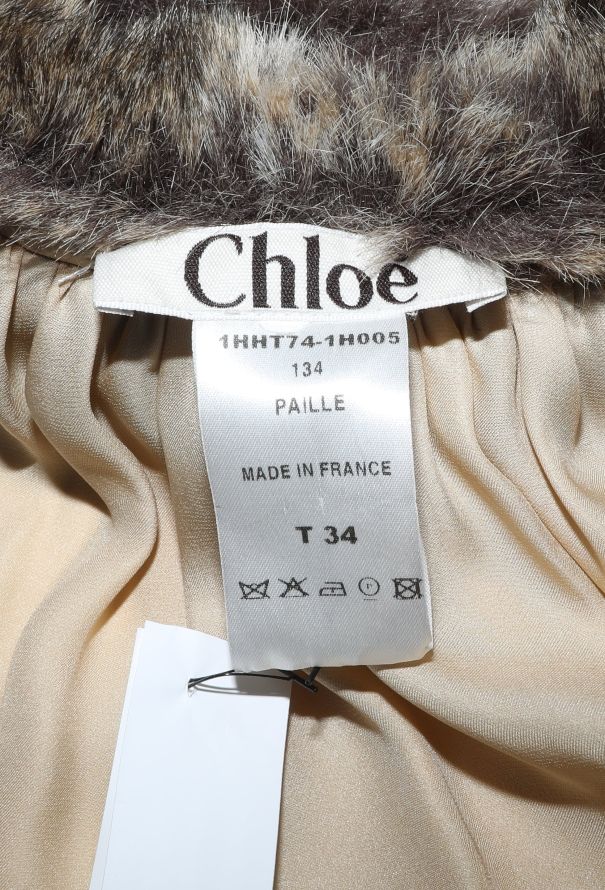 Chloe
1HHT74-1H005
134
PAILLE
MADE IN FRANCE
T 34